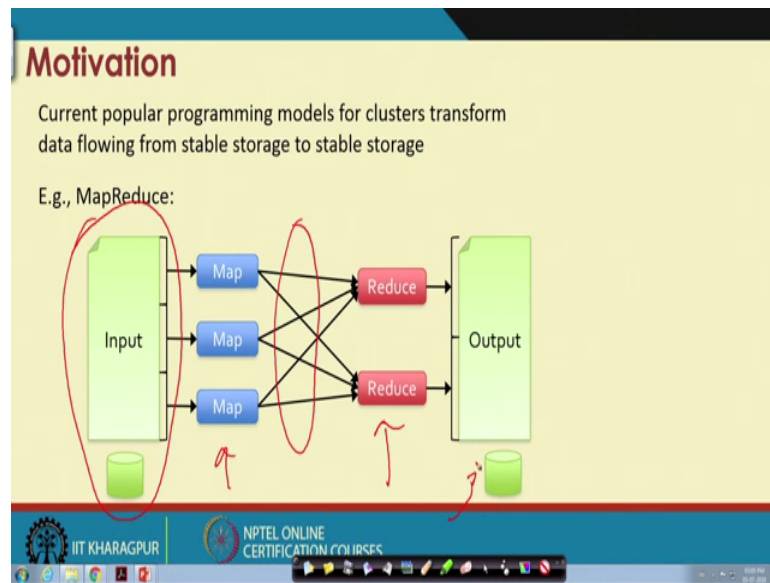 Motivation
Current popular programming models for clusters transform
data flowing from stable storage to stable storage
E.g., MapReduce:
Input
Map
Map
Map
Reduce
Reduce
Output
IIT KHARAGPUR
NPTEL ONLINE
CERTIFICATION COURSES